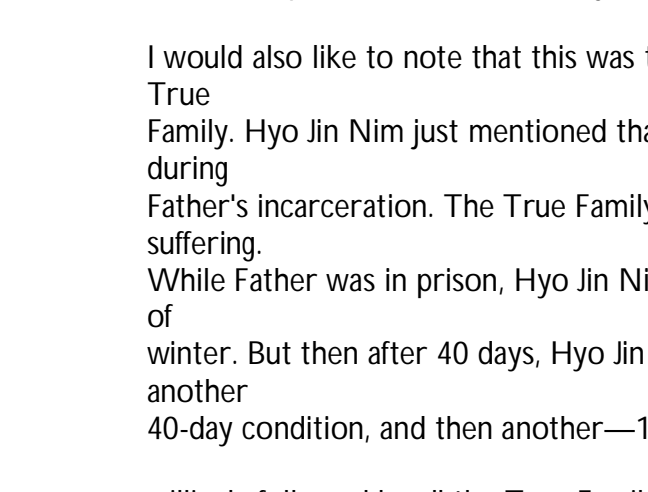 I would also like to note that this was
True
Family. Hyo Jin Nim just mentioned
during
Father's incarceration. The True Family
suffering.
While Father was in prison, Hyo Jin
of
winter. But then after 40 days, Hyo Jin
another
40-day condition, and then another—1